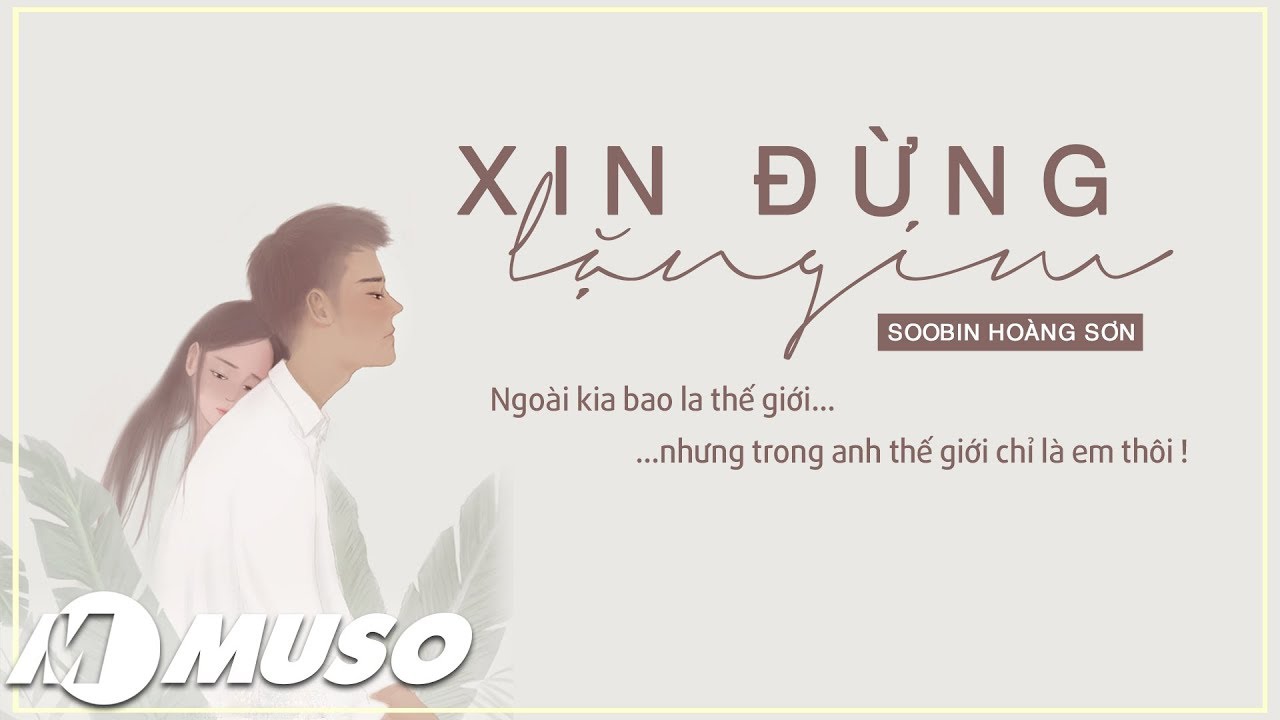 XIN ĐỪNG
lặng im
SOOBIN HOÀNG SƠN
Ngoài kia bao la thế giới...
...nhưng trong anh thế giới chỉ là em thôi !
MUSO